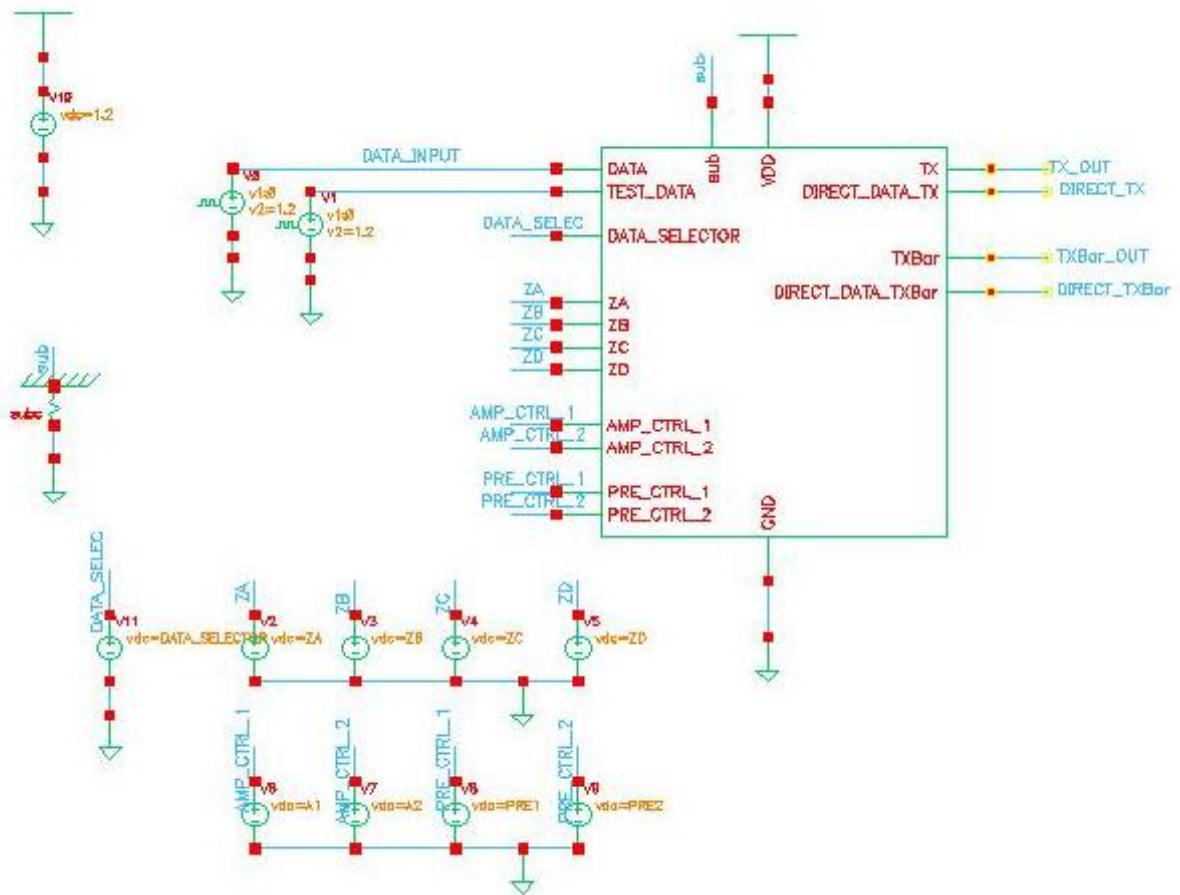 sub
V10
vdc=1.2
DATA_INPUT
DATA
sub
VDD
TX
TX_OUT
V1
v2=1.2
v2=1.2
TEST_DATA
DIRECT_DATA_TX
DIRECT_TX
DATA_SELEC
DATA_SELECTOR
TXBar
TXBar_OUT
DIRECT_DATA_TXBar
DIRECT_TXBar
ZA
ZA
ZB
ZB
ZC
ZC
ZD
ZD
sub
subc
AMP_CTRL_1
AMP_CTRL_1
AMP_CTRL_2
AMP_CTRL_2
PRE_CTRL_1
PRE_CTRL_1
PRE_CTRL_2
PRE_CTRL_2
GND
DATA_SELEC
ZA
ZB
ZC
ZD
V11
V2
V3
V4
V5
vdc=DATA_SELECTOR
vdc=ZA
vdc=ZB
vdc=ZC
vdc=ZD
AMP_CTRL_1
AMP_CTRL_2
PRE_CTRL_1
PRE_CTRL_2
V6
V7
V8
V9
vdc=A1
vdc=A2
vdc=PRE1
vdc=PRE2